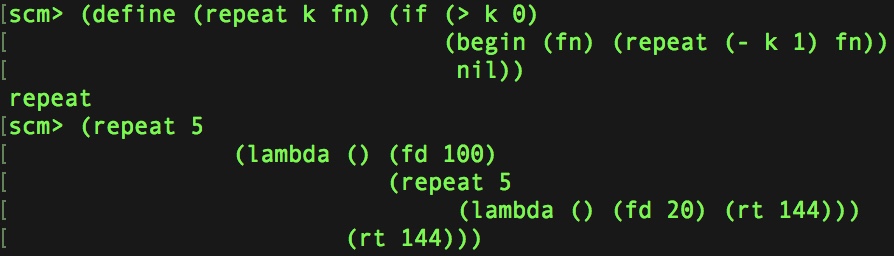 [scm> (define (repeat k fn) (if (> k 0)
[                               (begin (fn) (repeat (- k 1) fn))
[                                nil))
repeat
[scm> (repeat 5
[                (lambda () (fd 100)
[                           (repeat 5
[                                (lambda () (fd 20) (rt 144)))
[                        (rt 144)))